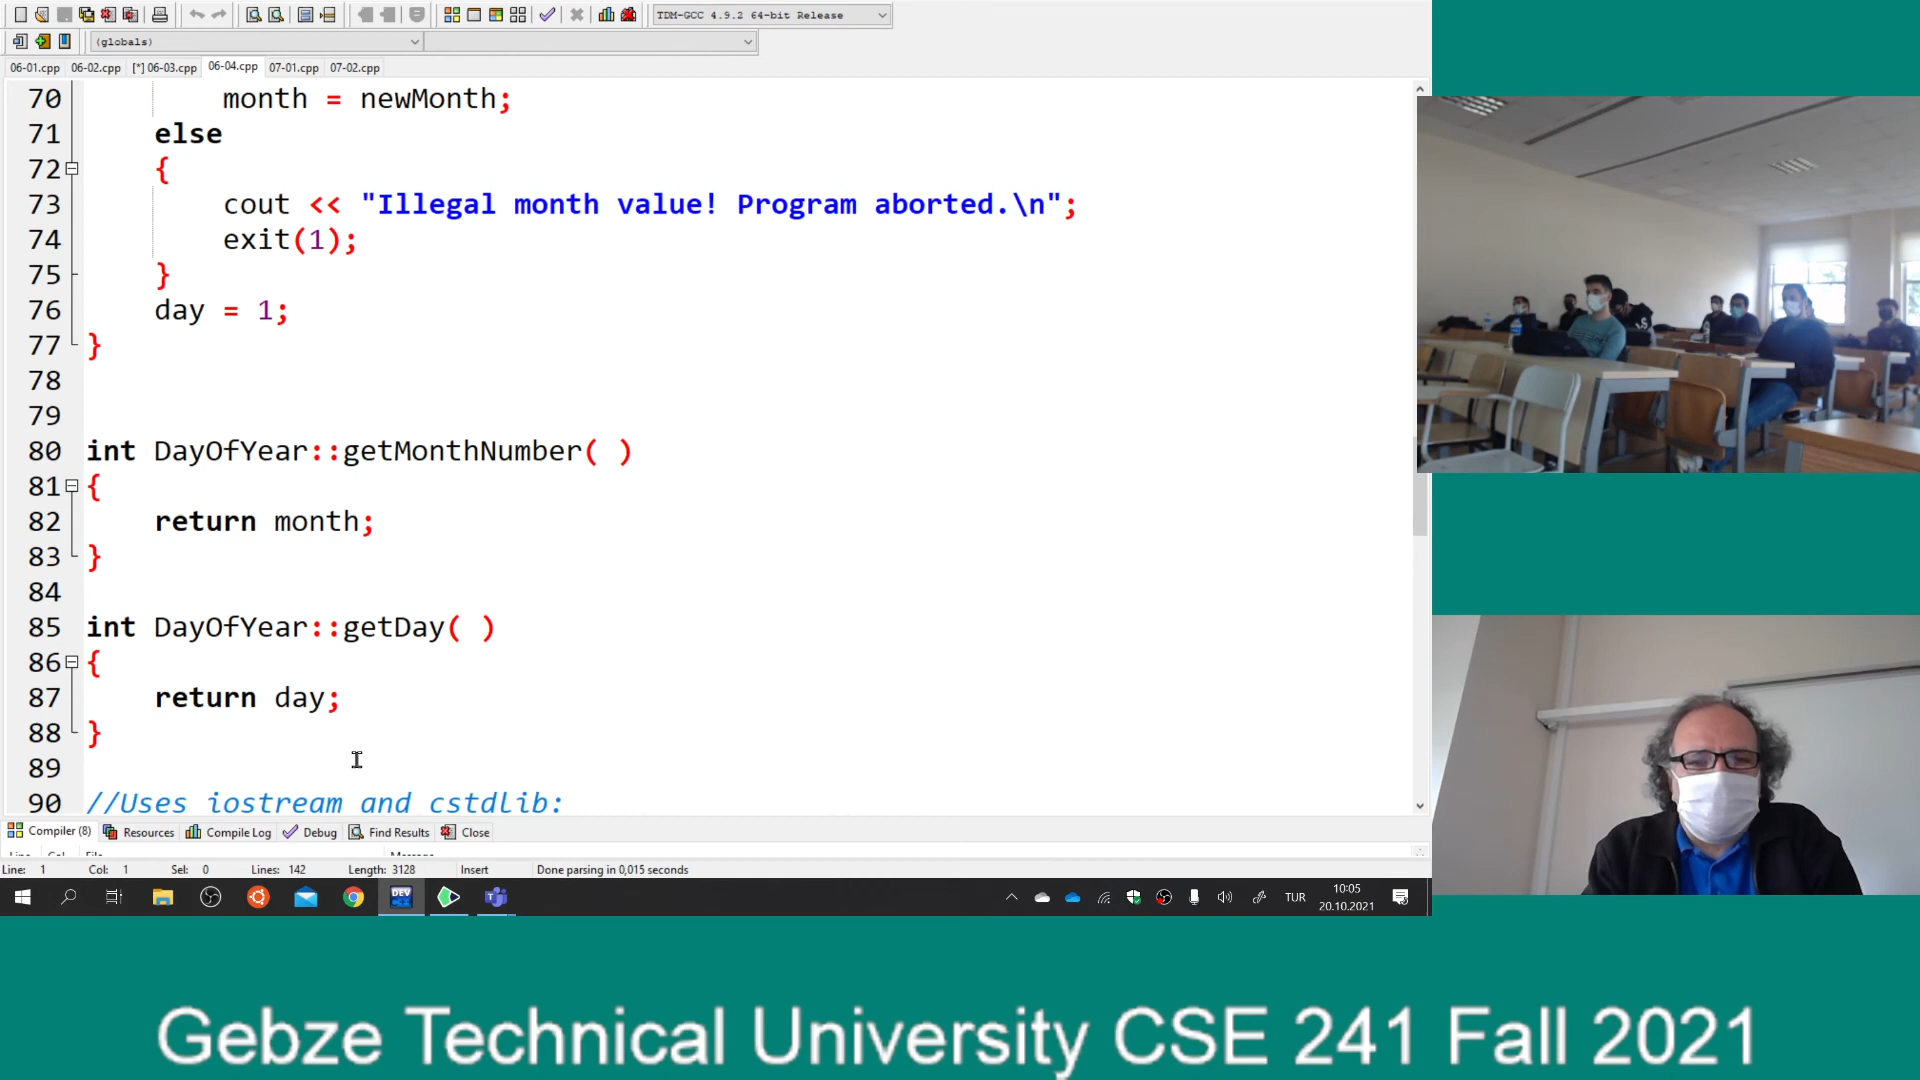 TDM-GCC 4.9.2 64-bit Release
(globals)
06-01.cpp 06-02.cpp [*] 06-03.cpp 06-04.cpp 07-01.cpp 07-02.cpp
70 month = newMonth;
71 else
72 {
73 cout << "Illegal month value! Program aborted.\n";
74 exit(1);
75 }
76 day = 1;
77 }
78
79
80 int DayOfYear::getMonthNumber( )
81 {
82 return month;
83 }
84
85 int DayOfYear::getDay( )
86 {
87 return day;
88 }
89
90 //Uses iostream and cstdlib:
Compiler (8) Resources Compile Log Debug Find Results Close
Line: 1 Col: 1 Sel: 0 Lines: 142 Length: 3128 Insert Done parsing in 0,015 seconds
DEV
TUR
10:05
20.10.2021
Gebze Technical University CSE 241 Fall 2021